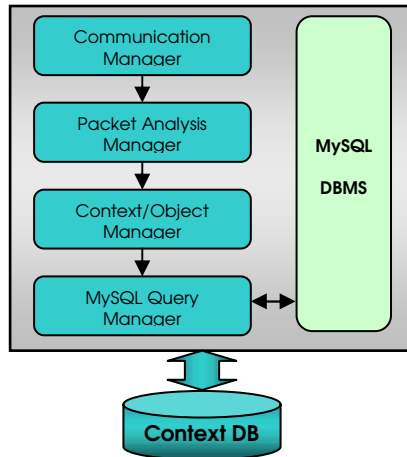 Communication
Manager
Packet Analysis
Manager
Context/Object
Manager
MySQL Query
Manager
MySQL
DBMS
Context DB